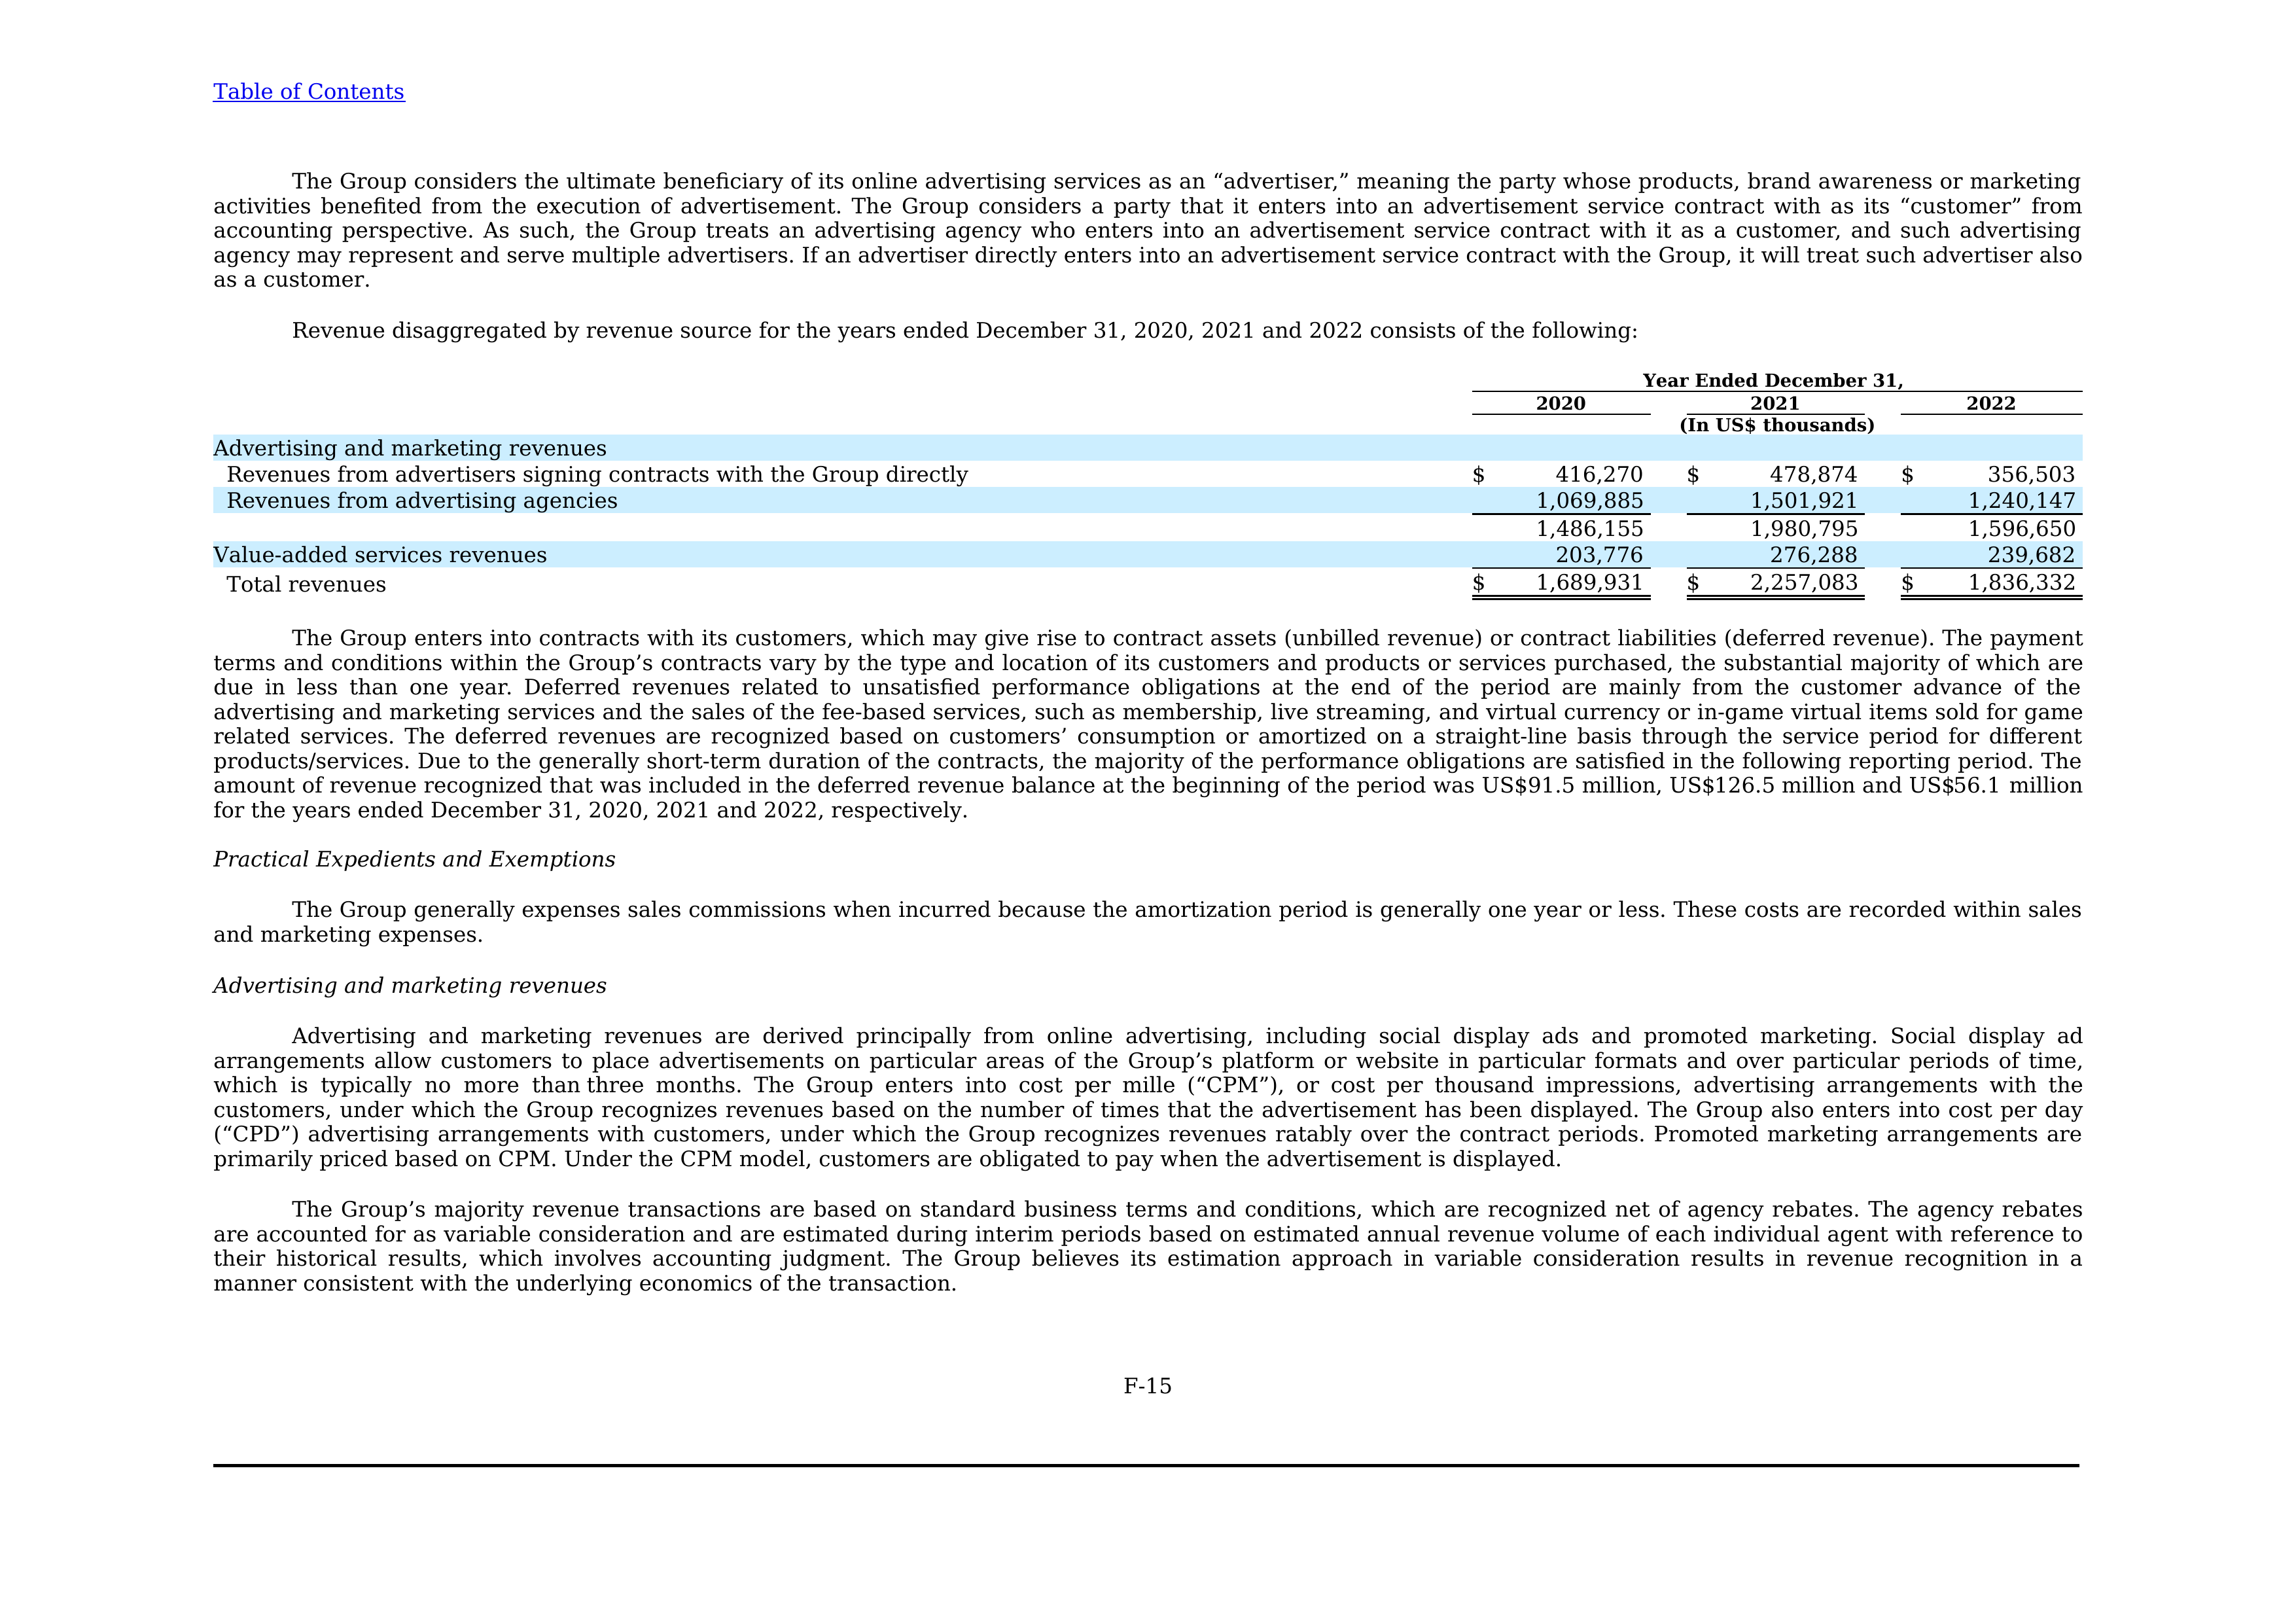 Table of Contents
The Group considers the ultimate beneficiary of its online advertising services as an “advertiser,” meaning the party whose products, brand awareness or marketing
activities benefited from the execution of advertisement. The Group considers a party that it enters into an advertisement service contract with as its “customer” from
accounting perspective. As such, the Group treats an advertising agency who enters into an advertisement service contract with it as a customer, and such advertising
agency may represent and serve multiple advertisers. If an advertiser directly enters into an advertisement service contract with the Group, it will treat such advertiser also
as a customer.
Revenue disaggregated by revenue source for the years ended December 31, 2020, 2021 and 2022 consists of the following:
Year Ended December 31,
2020 2021 2022
(In US$ thousands)
Advertising and marketing revenues
Revenues from advertisers signing contracts with the Group directly $ 416,270 $ 478,874 $ 356,503
Revenues from advertising agencies 1,069,885 1,501,921 1,240,147
1,486,155 1,980,795 1,596,650
Value-added services revenues 203,776 276,288 239,682
Total revenues $ 1,689,931 $ 2,257,083 $ 1,836,332
The Group enters into contracts with its customers, which may give rise to contract assets (unbilled revenue) or contract liabilities (deferred revenue). The payment
terms and conditions within the Group’s contracts vary by the type and location of its customers and products or services purchased, the substantial majority of which are
due in less than one year. Deferred revenues related to unsatisfied performance obligations at the end of the period are mainly from the customer advance of the
advertising and marketing services and the sales of the fee-based services, such as membership, live streaming, and virtual currency or in-game virtual items sold for game
related services. The deferred revenues are recognized based on customers’ consumption or amortized on a straight-line basis through the service period for different
products/services. Due to the generally short-term duration of the contracts, the majority of the performance obligations are satisfied in the following reporting period. The
amount of revenue recognized that was included in the deferred revenue balance at the beginning of the period was US$91.5 million, US$126.5 million and US$56.1 million
for the years ended December 31, 2020, 2021 and 2022, respectively.
Practical Expedients and Exemptions
The Group generally expenses sales commissions when incurred because the amortization period is generally one year or less. These costs are recorded within sales
and marketing expenses.
Advertising and marketing revenues
Advertising and marketing revenues are derived principally from online advertising, including social display ads and promoted marketing. Social display ad
arrangements allow customers to place advertisements on particular areas of the Group’s platform or website in particular formats and over particular periods of time,
which is typically no more than three months. The Group enters into cost per mille (“CPM”), or cost per thousand impressions, advertising arrangements with the
customers, under which the Group recognizes revenues based on the number of times that the advertisement has been displayed. The Group also enters into cost per day
(“CPD”) advertising arrangements with customers, under which the Group recognizes revenues ratably over the contract periods. Promoted marketing arrangements are
primarily priced based on CPM. Under the CPM model, customers are obligated to pay when the advertisement is displayed.
The Group’s majority revenue transactions are based on standard business terms and conditions, which are recognized net of agency rebates. The agency rebates
are accounted for as variable consideration and are estimated during interim periods based on estimated annual revenue volume of each individual agent with reference to
their historical results, which involves accounting judgment. The Group believes its estimation approach in variable consideration results in revenue recognition in a
manner consistent with the underlying economics of the transaction.
F-15